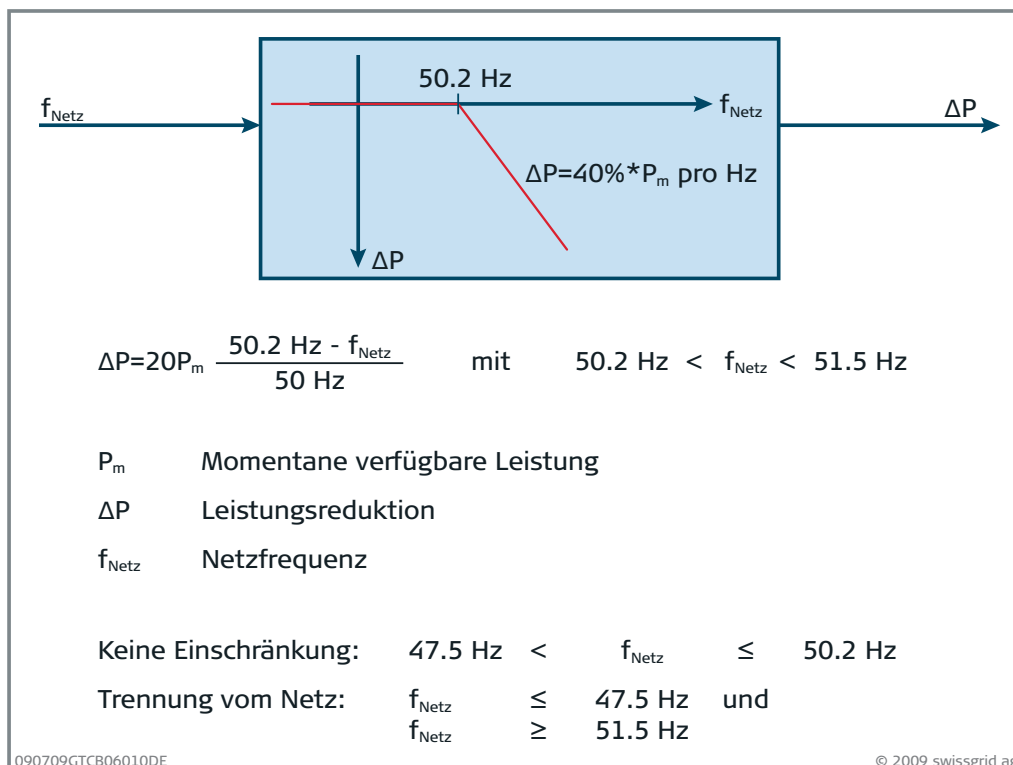 50.2 Hz
f_Netz f_Netz ΔP
ΔP=40%*P_m pro Hz
ΔP
ΔP=20P_m (50.2 Hz - f_Netz) / 50 Hz mit 50.2 Hz < f_Netz < 51.5 Hz
P_m Momentane verfügbare Leistung
ΔP Leistungsreduktion
f_Netz Netzfrequenz
Keine Einschränkung: 47.5 Hz < f_Netz ≤ 50.2 Hz
Trennung vom Netz: f_Netz ≤ 47.5 Hz und
f_Netz ≥ 51.5 Hz
090709GTCB06010DE © 2009 swissgrid ag